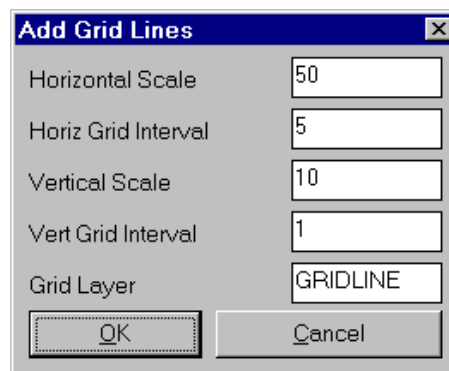 Add Grid Lines
Horizontal Scale 50
Horiz Grid Interval 5
Vertical Scale 10
Vert Grid Interval 1
Grid Layer GRIDLINE
OK Cancel